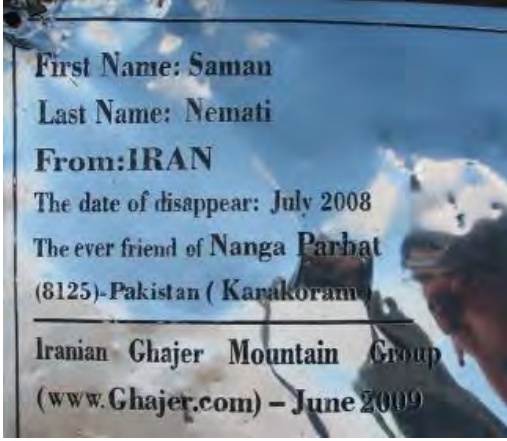 First Name: Saman
Last Name: Nemati
From:IRAN
The date of disappear: July 2008
The ever friend of Nanga Parbat
(8125)-Pakistan ( Karakoram )
Iranian Ghajer Mountain Group
(www.Ghajer.com) – June 2009